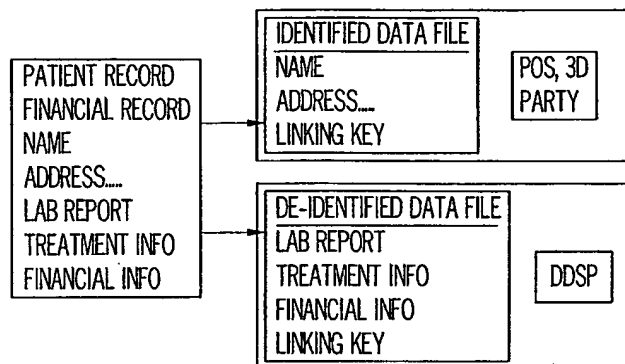 PATIENT RECORD
FINANCIAL RECORD
NAME
ADDRESS.....
LAB REPORT
TREATMENT INFO
FINANCIAL INFO
IDENTIFIED DATA FILE
NAME
ADDRESS.....
LINKING KEY
POS, 3D
PARTY
DE-IDENTIFIED DATA FILE
LAB REPORT
TREATMENT INFO
FINANCIAL INFO
LINKING KEY
DDSP